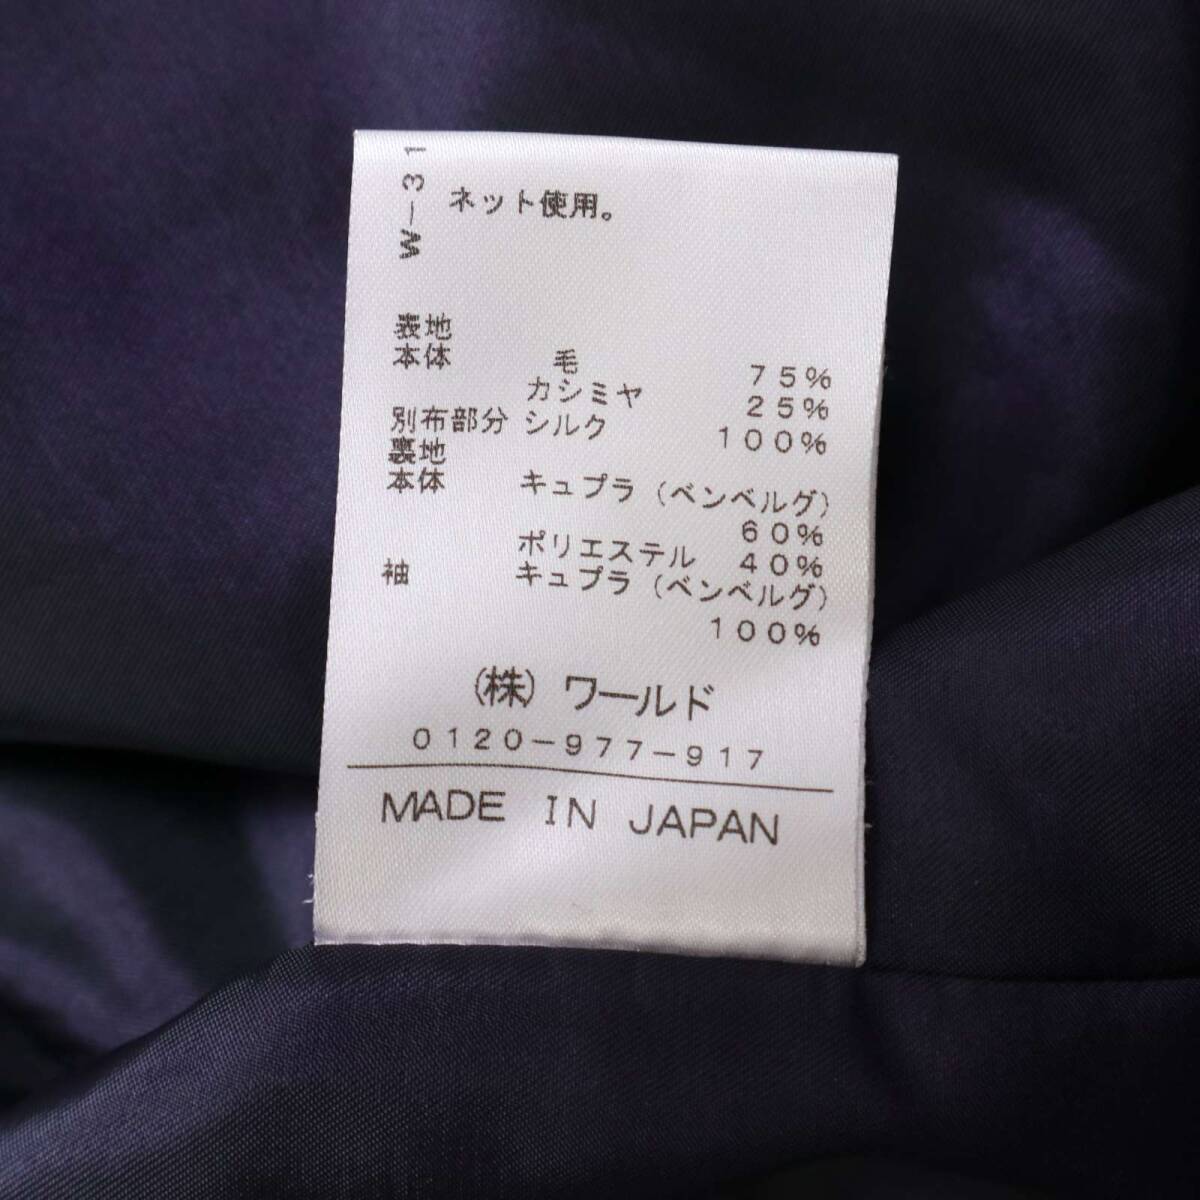 W-31
ネット使用。
表地
本体 毛 75%
カシミヤ 25%
別布部分 シルク 100%
裏地
本体 キュプラ(ベンベルグ)
60%
ポリエステル 40%
袖 キュプラ(ベンベルグ)
100%
(株)ワールド
0120-977-917
MADE IN JAPAN